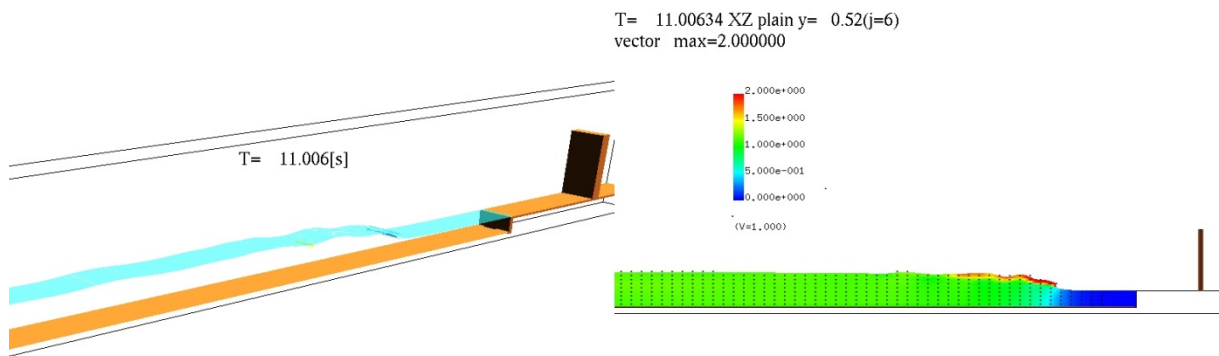 T= 11.006[s]
T= 11.00634 XZ plain y= 0.52(j=6)
vector max=2.000000
2.000e+000
1.500e+000
1.000e+000
5.000e-001
0.000e+000
(V=1.000)